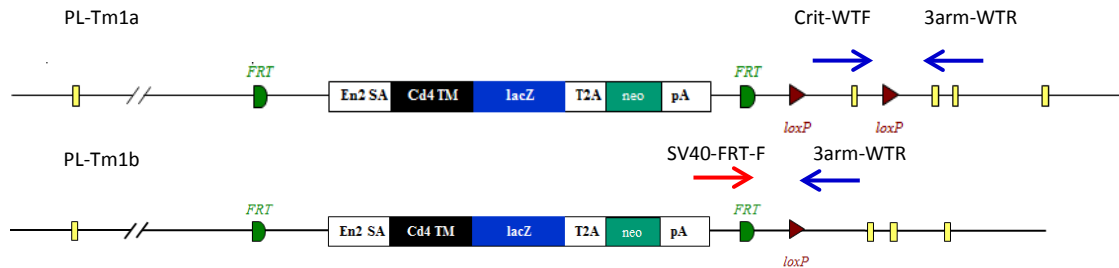 PL-Tm1a Crit-WTF 3arm-WTR
FRT FRT
En2 SA Cd4 TM lacZ T2A neo pA
loxP loxP
PL-Tm1b SV40-FRT-F 3arm-WTR
FRT FRT
En2 SA Cd4 TM lacZ T2A neo pA
loxP